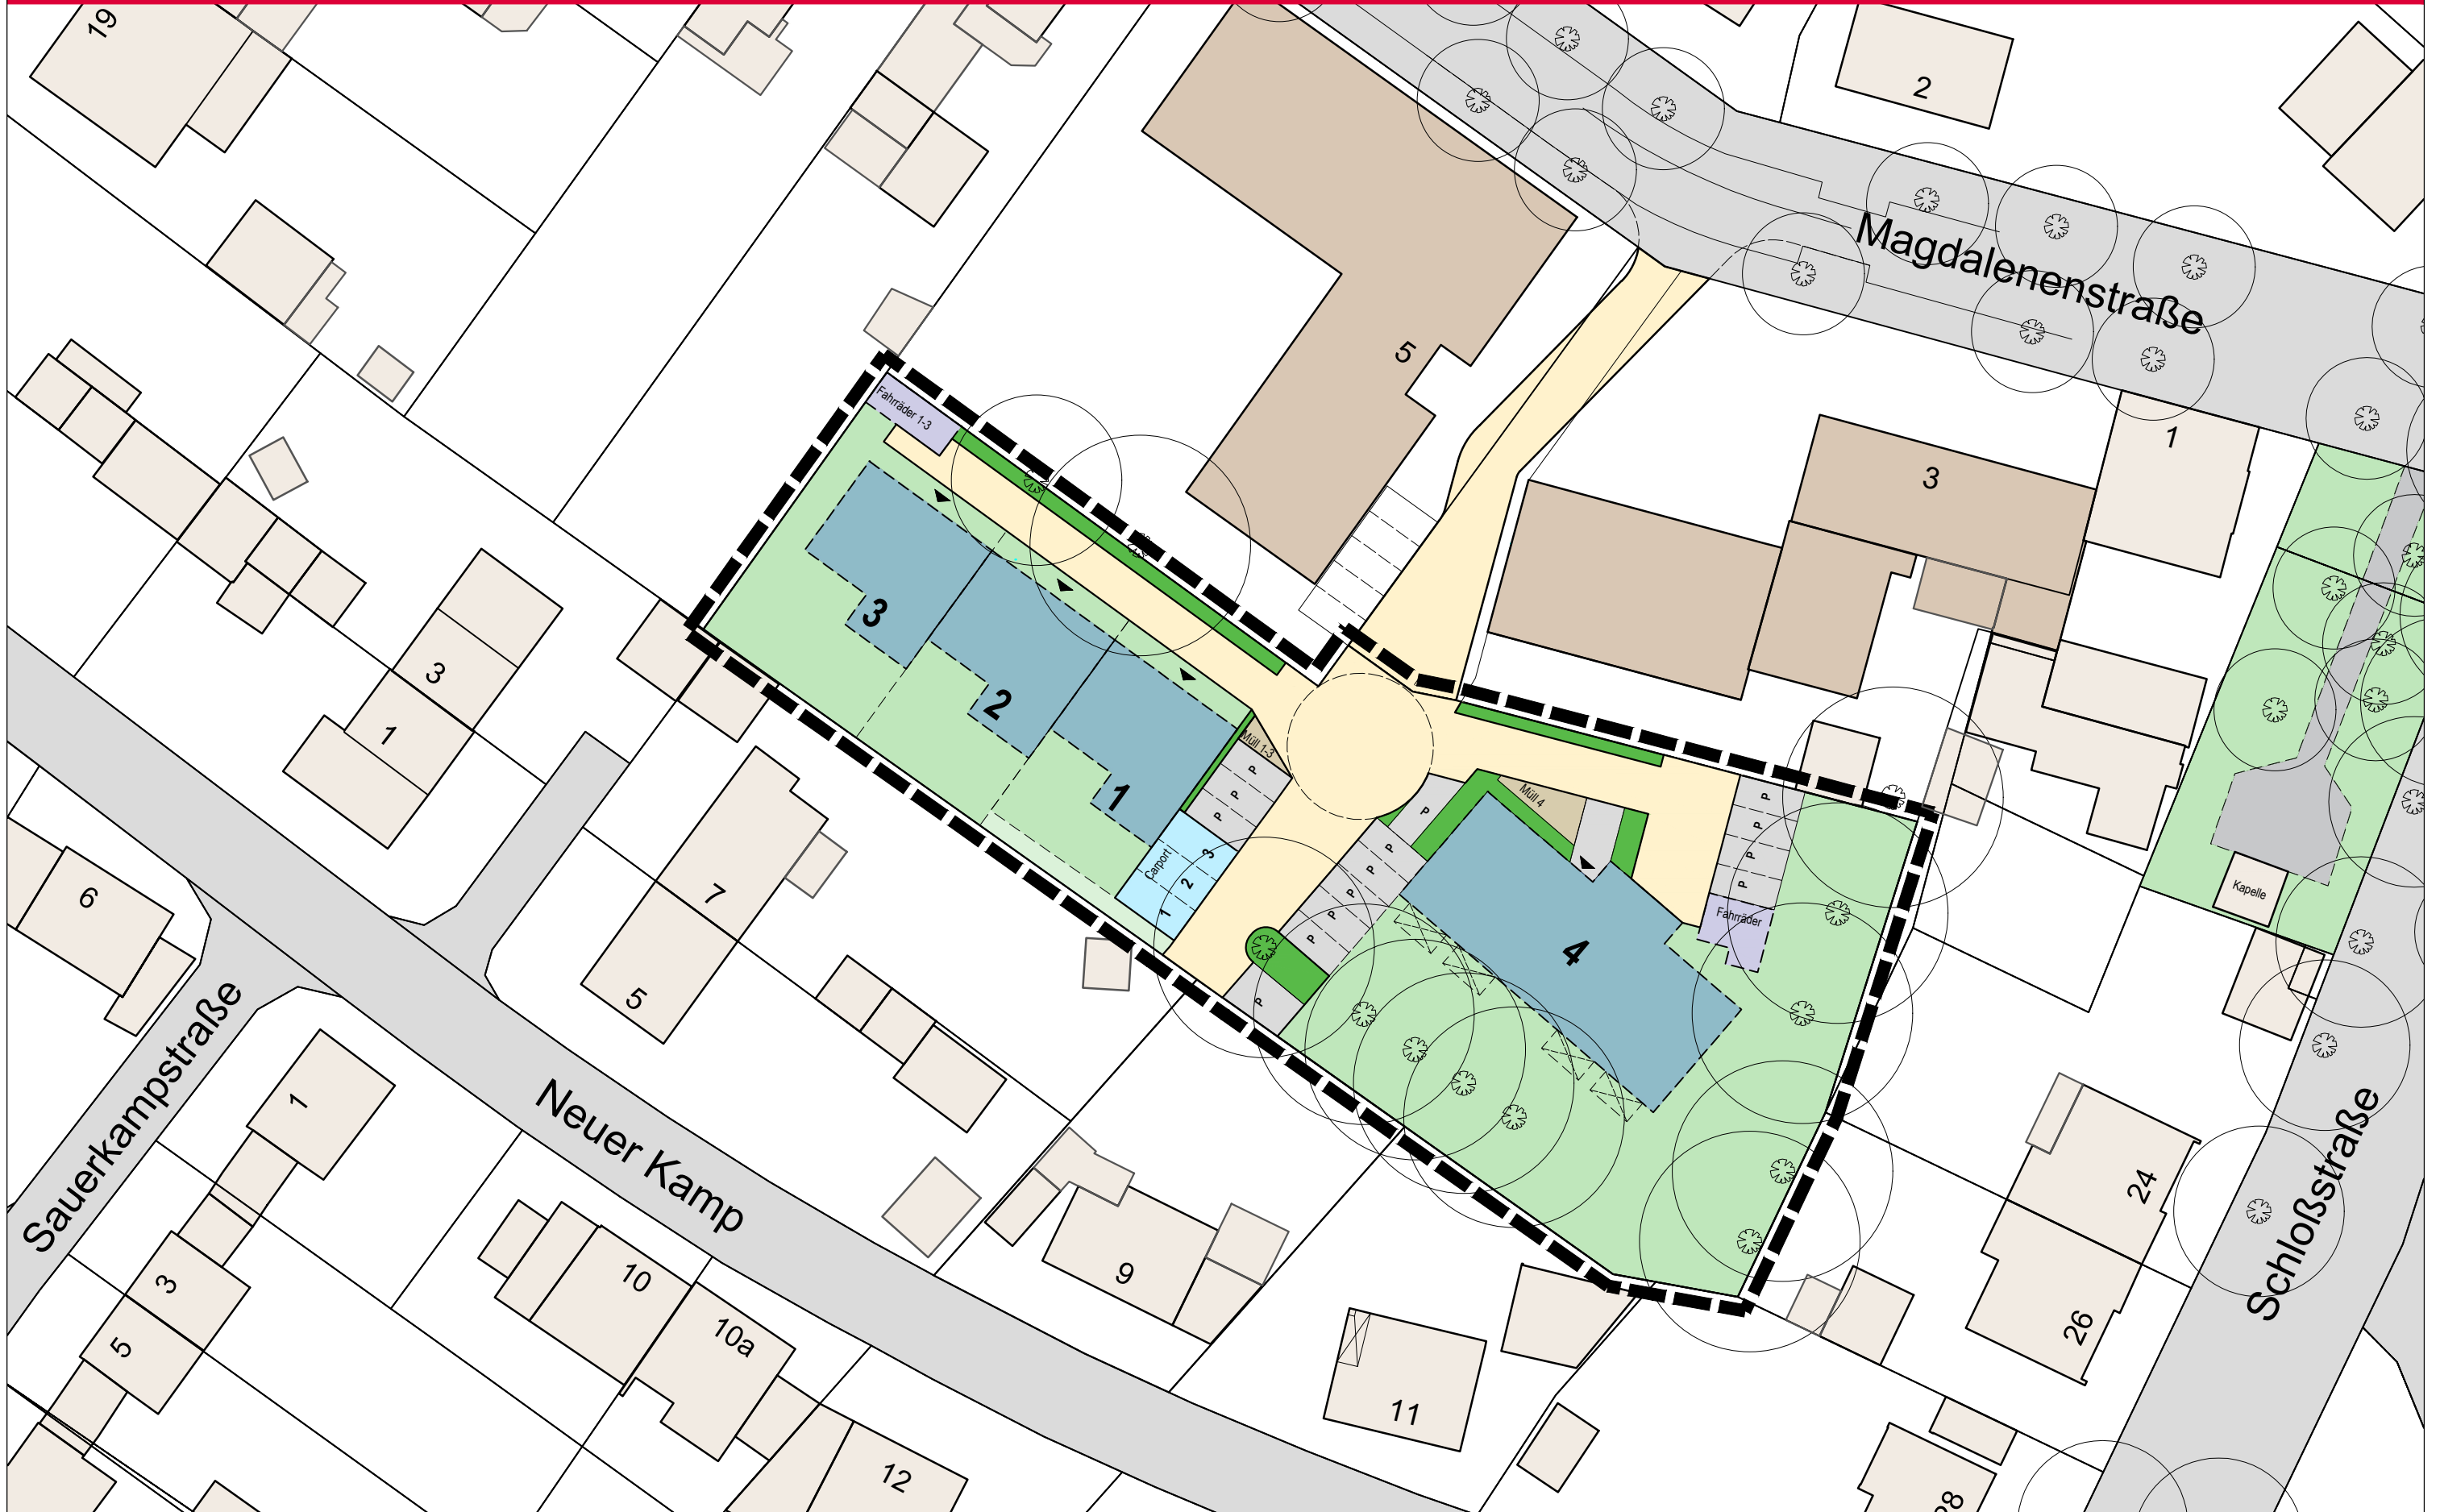 19
2
Magdalenenstraße
5
3
1
Fahrräder 1-3
3
2
1
Müll 1-3
P
P
P
Carport
3
2
1
P
P
P
P
P
P
P
Müll 4
P
P
P
P
Fahrräder
4
Kapelle
3
1
7
5
6
Sauerkampstraße
Neuer Kamp
1
3
5
10
10a
12
9
11
24
26
Schloßstraße